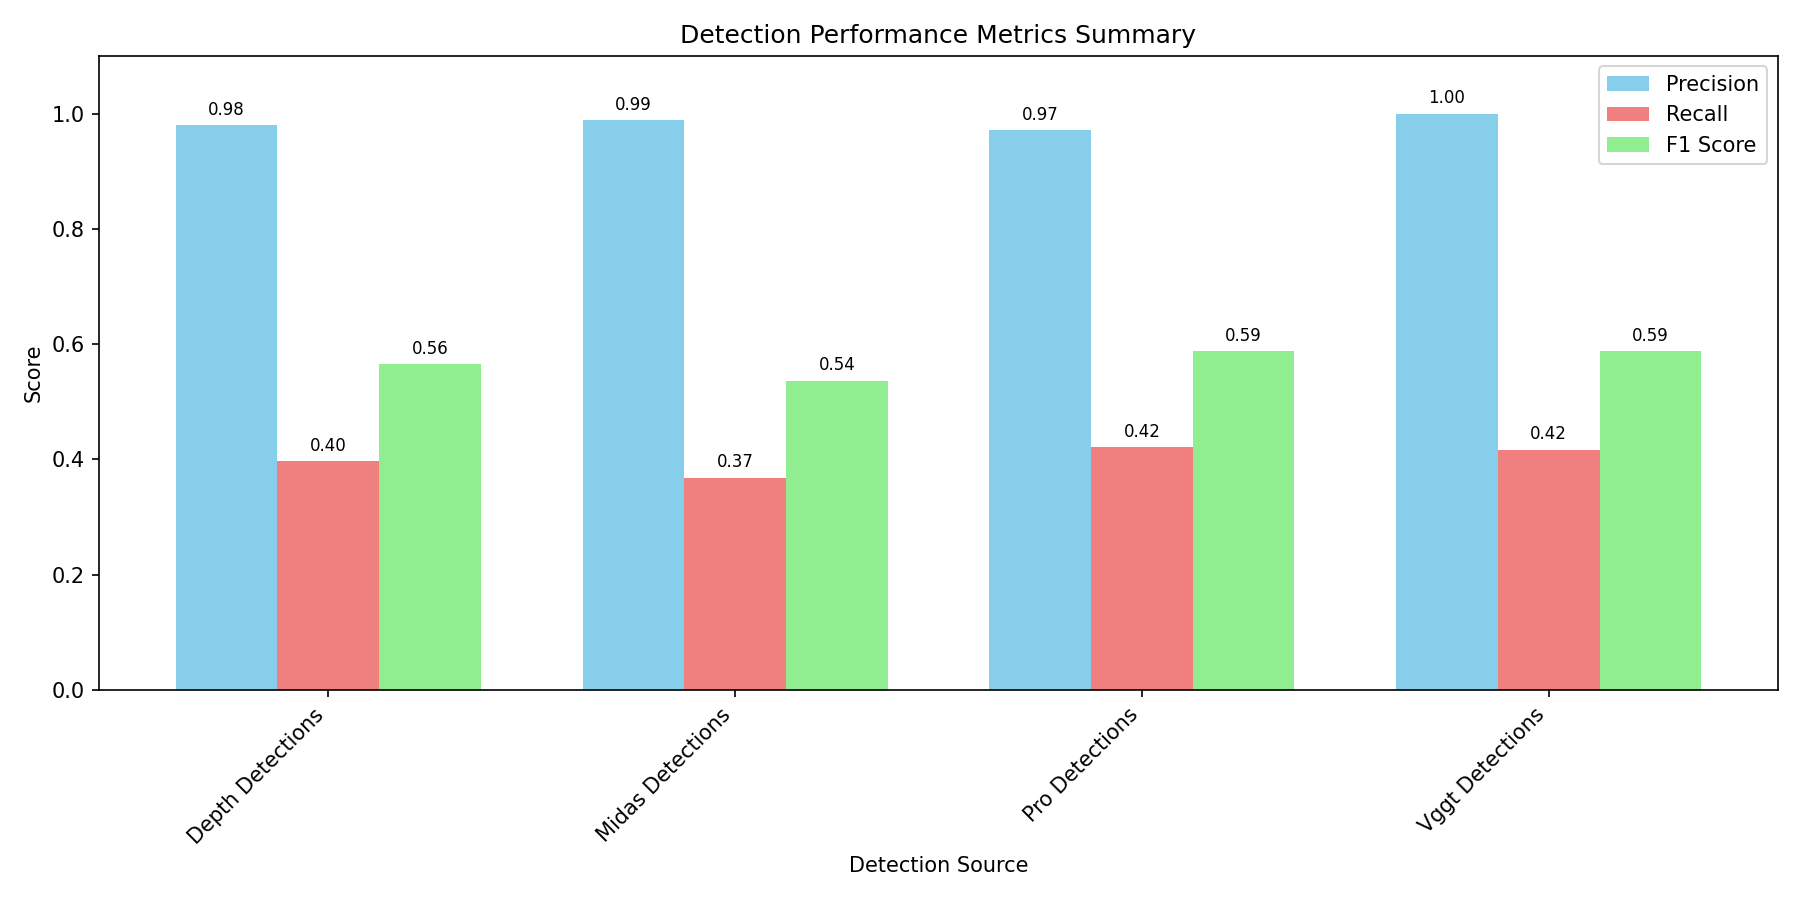 Detection Performance Metrics Summary
Precision
Recall
F1 Score
1.0
0.8
0.6
0.4
0.2
0.0
Score
0.98
0.40
0.56
0.99
0.37
0.54
0.97
0.42
0.59
1.00
0.42
0.59
Depth Detections
Midas Detections
Pro Detections
Vggt Detections
Detection Source